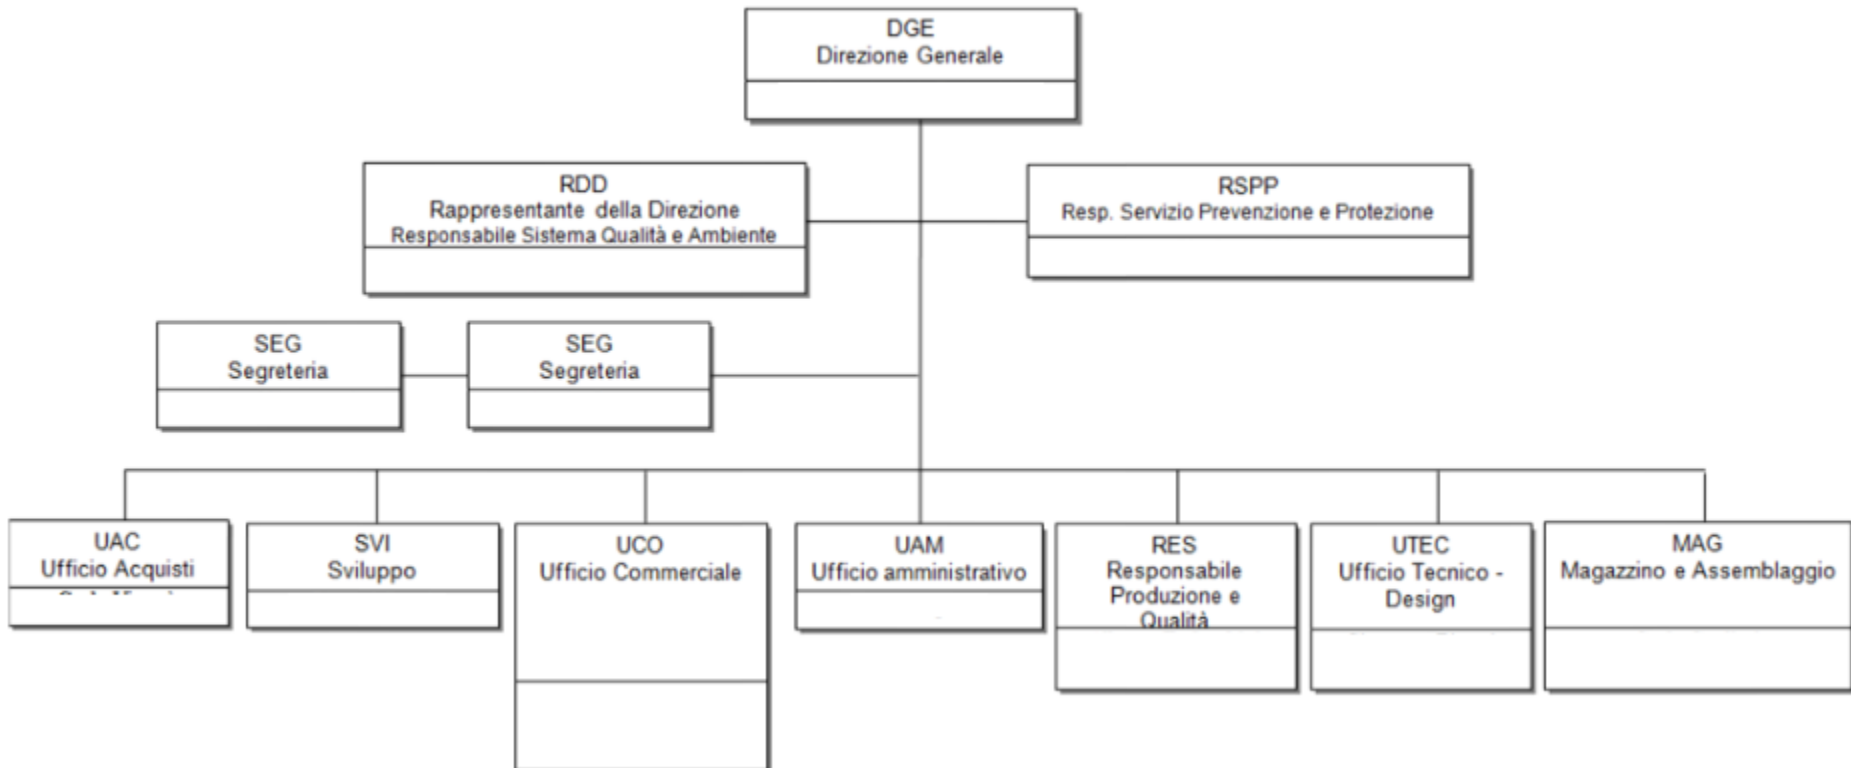 DGE
Direzione Generale
RDD
Rappresentante della Direzione
Responsabile Sistema Qualità e Ambiente
RSPP
Resp. Servizio Prevenzione e Protezione
SEG
Segreteria
SEG
Segreteria
UAC
Ufficio Acquisti
SVI
Sviluppo
UCO
Ufficio Commerciale
UAM
Ufficio amministrativo
RES
Responsabile
Produzione e
Qualità
UTEC
Ufficio Tecnico -
Design
MAG
Magazzino e Assemblaggio